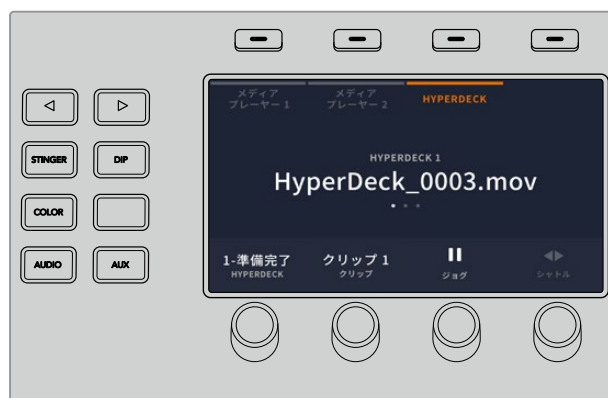 メディア
プレーヤー 1
メディア
プレーヤー 2
HYPERDECK
STINGER
DIP
COLOR
AUDIO
AUX
HYPERDECK 1
HyperDeck_0003.mov
1-準備完了
HYPERDECK
クリップ 1
クリップ
ジョグ
シャトル